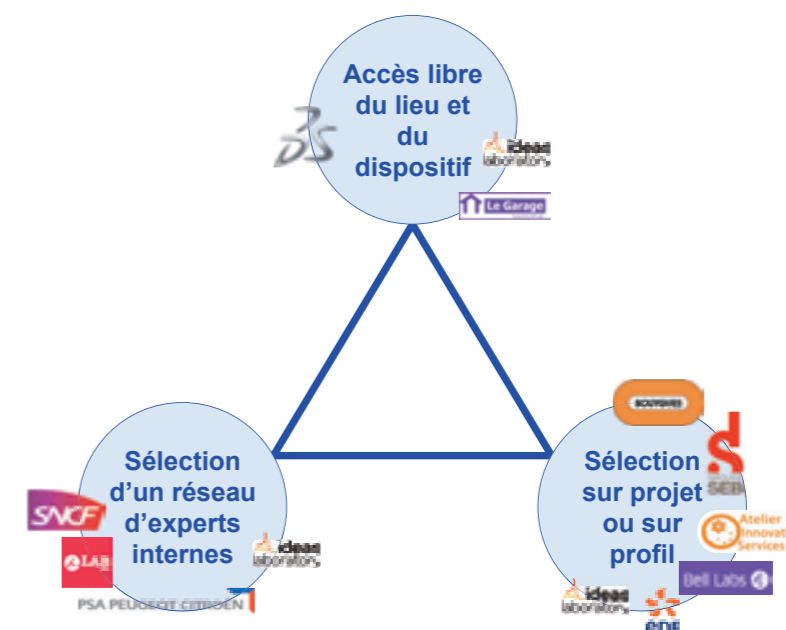 Accès libre
du lieu et
du
dispositif
ideas
laboratory
Le Garage
BOUYGUES
Sélection
d'un réseau
d'experts
internes
SNCF
LAB
ideas
laboratory
PSA PEUGEOT CITROËN
Sélection
sur projet
ou sur
profil
SEB
Atelier
Innovat
Services
Bell Labs
ideas
laboratory
EDF